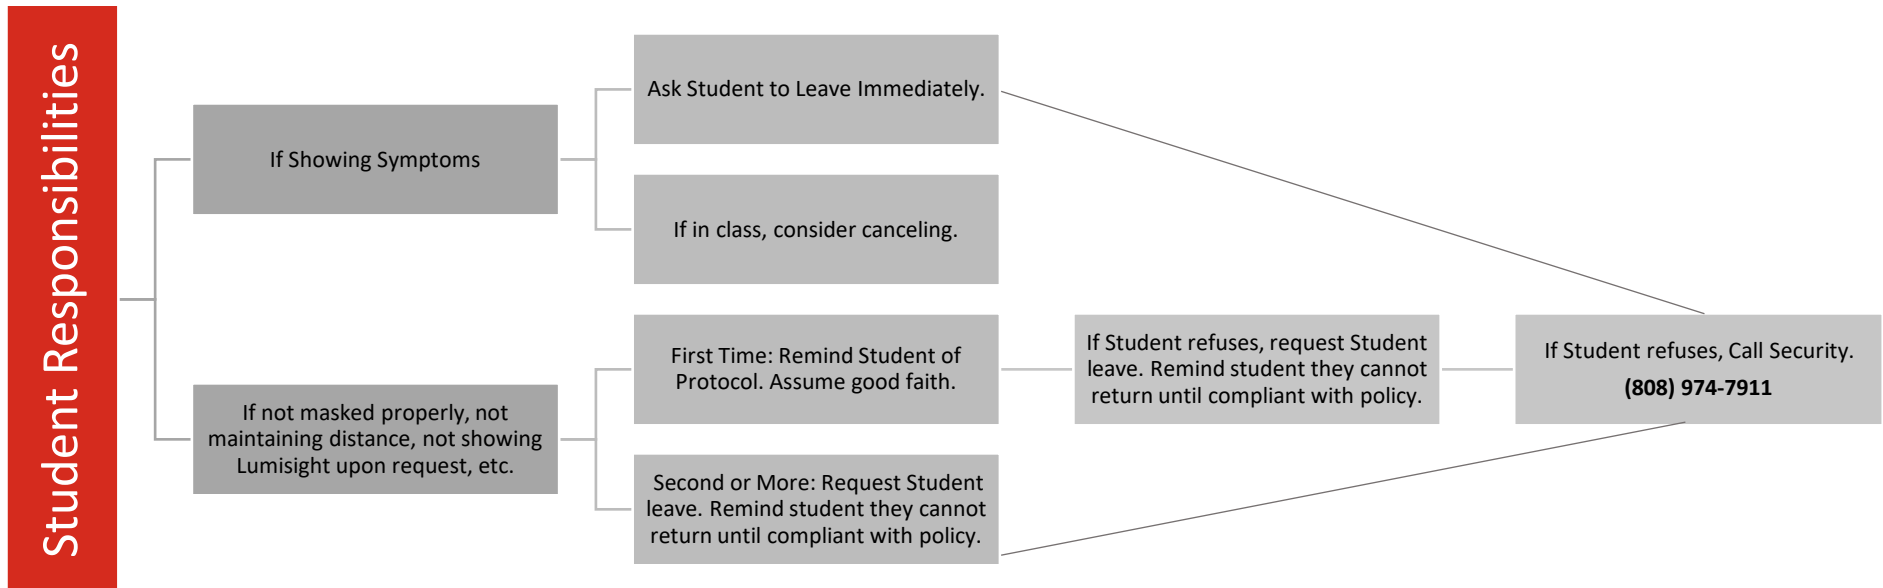 Student Responsibilities
If Showing Symptoms
Ask Student to Leave Immediately.
If in class, consider canceling.
If not masked properly, not
maintaining distance, not showing
Lumisight upon request, etc.
First Time: Remind Student of
Protocol. Assume good faith.
If Student refuses, request Student
leave. Remind student they cannot
return until compliant with policy.
If Student refuses, Call Security.
(808) 974-7911
Second or More: Request Student
leave. Remind student they cannot
return until compliant with policy.